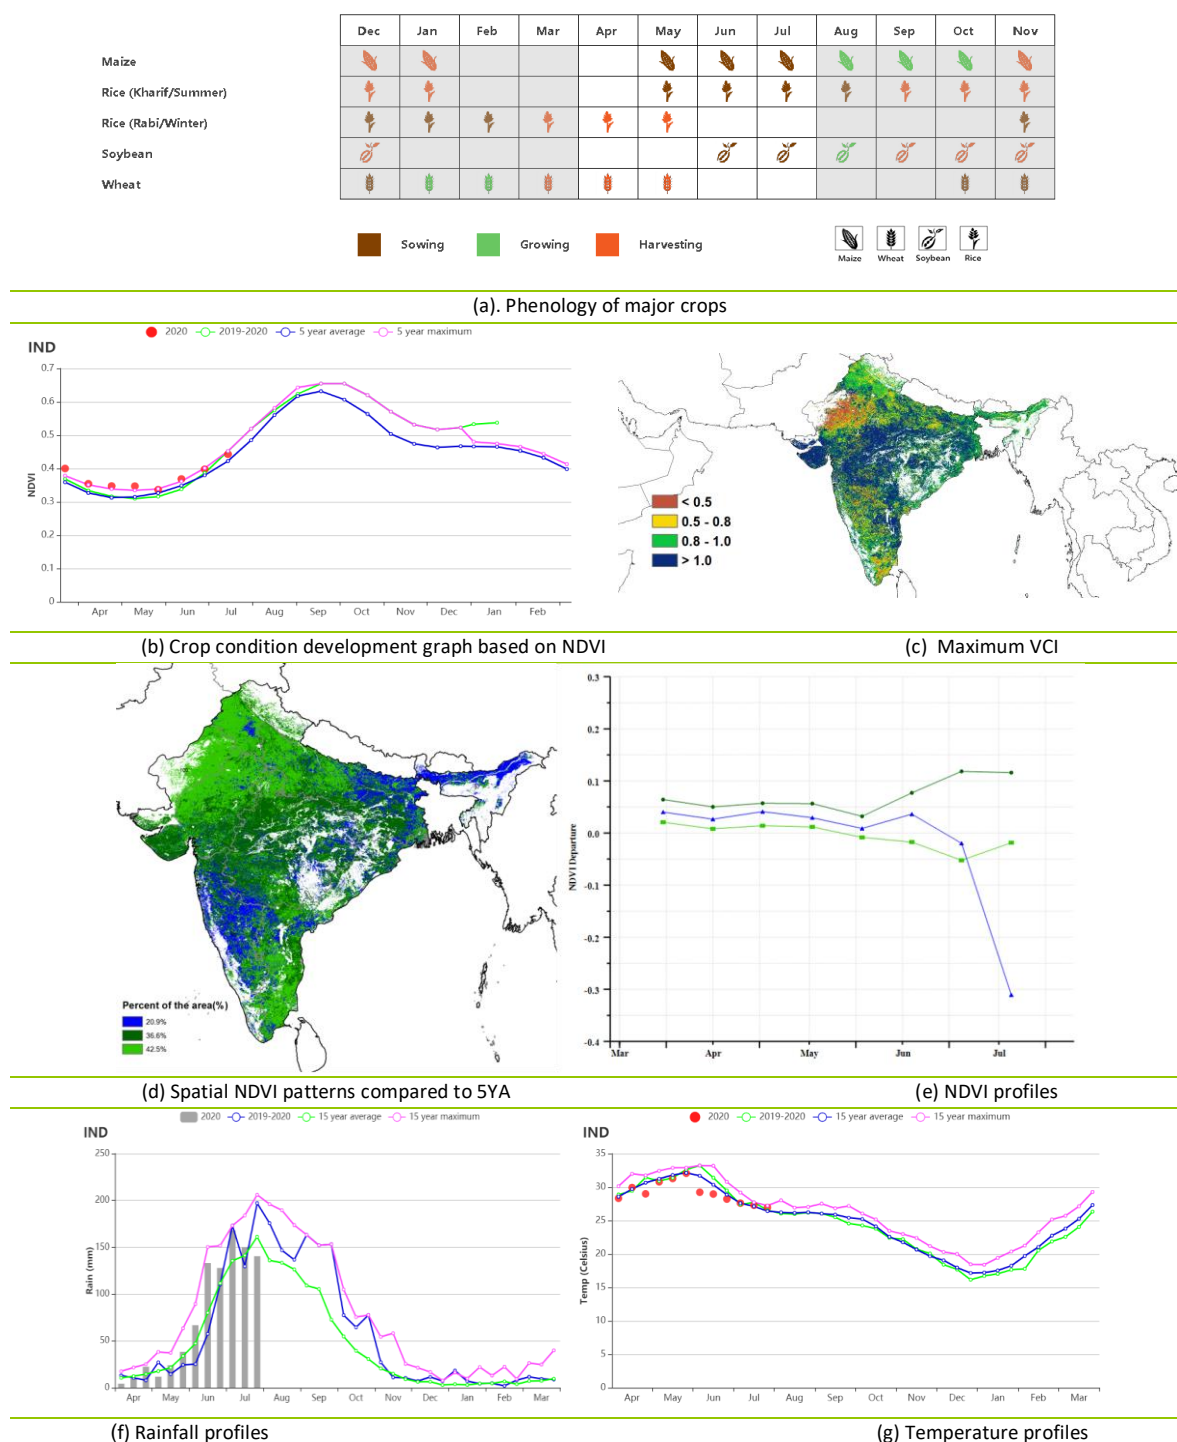 Dec Jan Feb Mar Apr May Jun Jul Aug Sep Oct Nov
Maize
Rice (Kharif/Summer)
Rice (Rabi/Winter)
Soybean
Wheat
Sowing Growing Harvesting
Maize Wheat Soybean Rice
(a). Phenology of major crops
2020 2019-2020 5 year average 5 year maximum
IND
0.7
0.6
0.5
0.4
0.3
0.2
0.1
0
NDVI
Apr May Jun Jul Aug Sep Oct Nov Dec Jan Feb
< 0.5
0.5 - 0.8
0.8 - 1.0
> 1.0
(b) Crop condition development graph based on NDVI
(c) Maximum VCI
Percent of the area(%)
20.9%
36.6%
42.5%
0.3
0.2
0.1
0.0
-0.1
-0.2
-0.3
-0.4
NDVI Departure
Mar Apr May Jun Jul
(d) Spatial NDVI patterns compared to 5YA
(e) NDVI profiles
2020 2019-2020 15 year average 15 year maximum
IND
250
200
150
100
50
0
Rain (mm)
Apr May Jun Jul Aug Sep Oct Nov Dec Jan Feb Mar
2020 2019-2020 15 year average 15 year maximum
IND
35
30
25
20
15
10
5
0
Temp (Celsius)
Apr May Jun Jul Aug Sep Oct Nov Dec Jan Feb Mar
(f) Rainfall profiles
(g) Temperature profiles